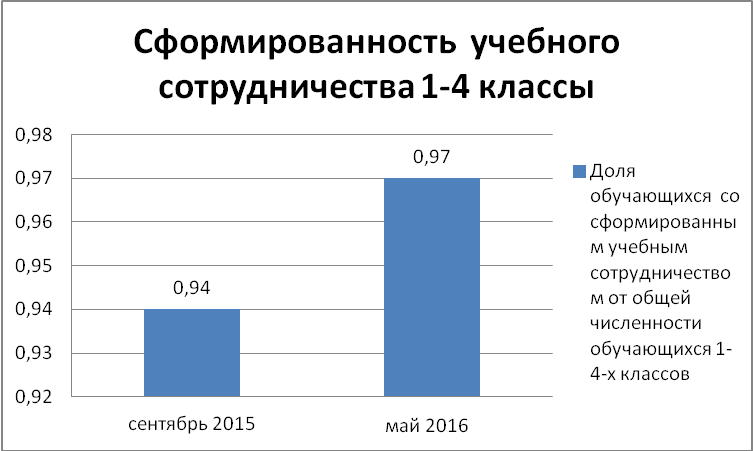 Сформированность учебного
сотрудничества 1-4 классы
0,98
0,97
0,96
0,95
0,94
0,93
0,92
0,94
0,97
сентябрь 2015
май 2016
Доля
обучающихся со
сформированны
м учебным
сотрудничество
м от общей
численности
обучающихся 1-
4-х классов